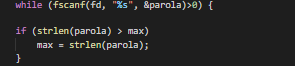 while (fscanf(fd, "%s", &parola)>0) {
if (strlen(parola) > max)
max = strlen(parola);
}